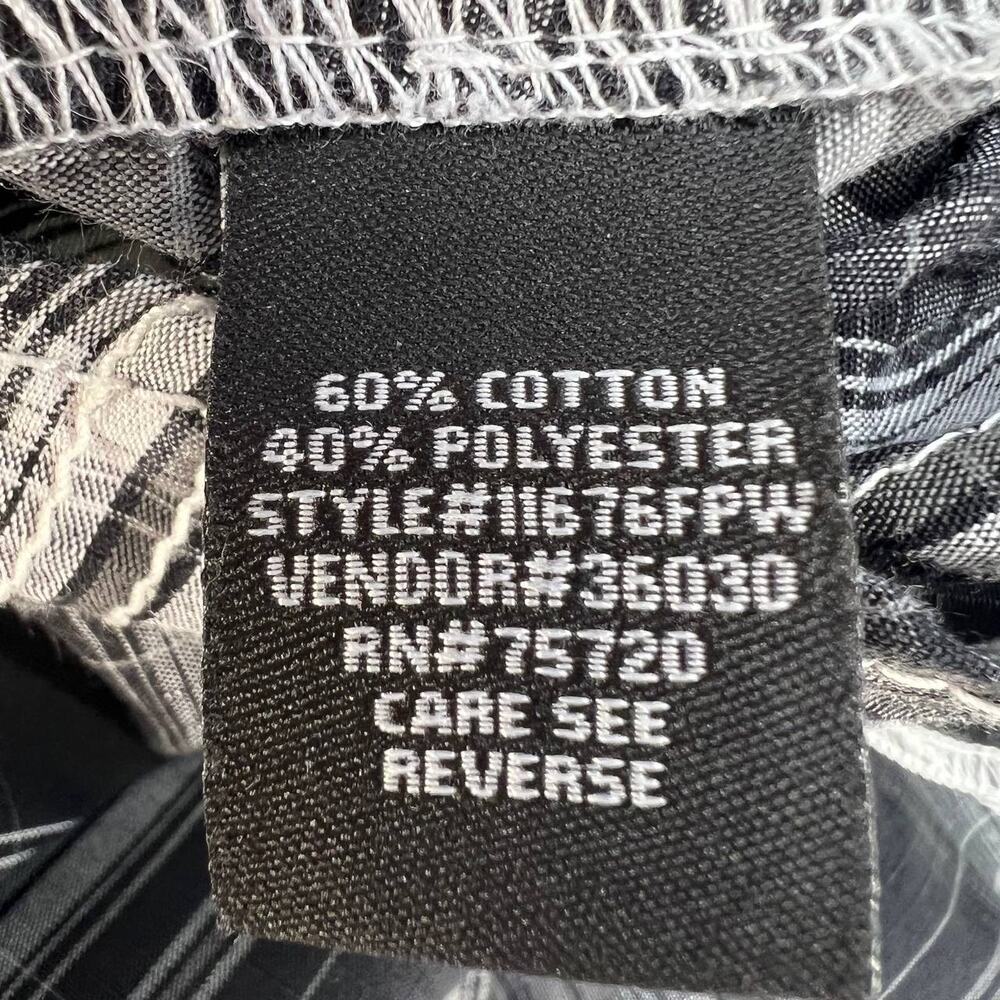 60% COTTON
40% POLYESTER
STYLE#11676FPW
VENDOR#36030
RN#75720
CARE SEE
REVERSE